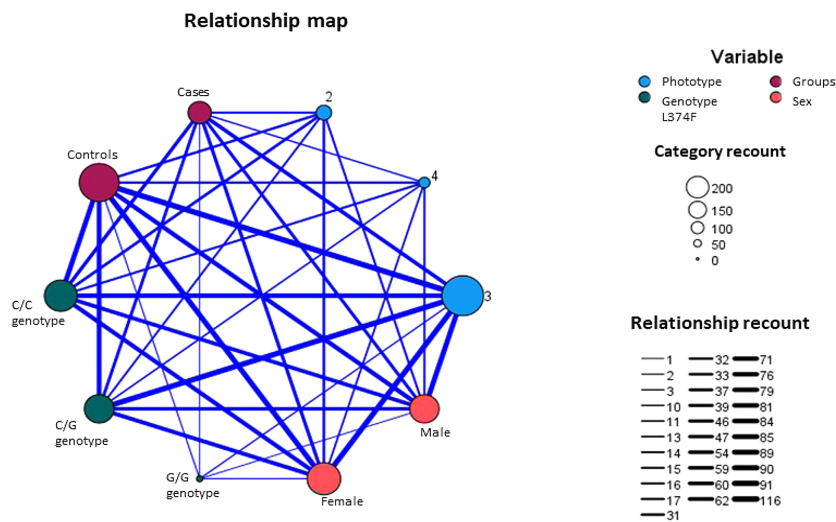 Relationship map
Variable
Phototype
Groups
Genotype
L374F
Sex
Category recount
200
150
100
50
0
Cases
2
Controls
4
C/C
genotype
3
C/G
genotype
Male
G/G
genotype
Female
Relationship recount
1 32 71
2 33 76
3 37 79
10 39 81
11 46 84
13 47 85
14 54 89
15 59 90
16 60 91
17 62 116
31